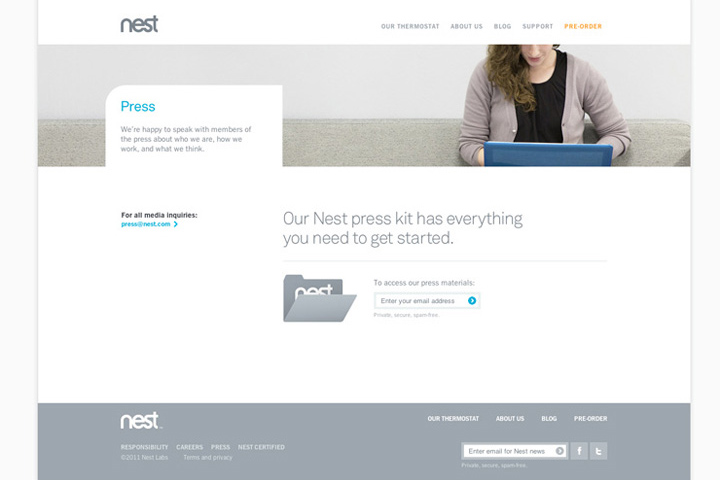 nest
OUR THERMOSTAT ABOUT US BLOG SUPPORT PRE-ORDER
Press
We're happy to speak with members of
the press about who we are, how we
work, and what we think.
For all media inquiries:
press@nest.com
Our Nest press kit has everything
you need to get started.
nest
To access our press materials:
Enter your email address
Private, secure, spam-free.
nest
OUR THERMOSTAT ABOUT US BLOG PRE-ORDER
RESPONSIBILITY CAREERS PRESS NEST CERTIFIED
©2011 Nest Labs Terms and privacy
Enter email for Nest news
f t
Private, secure, spam-free.